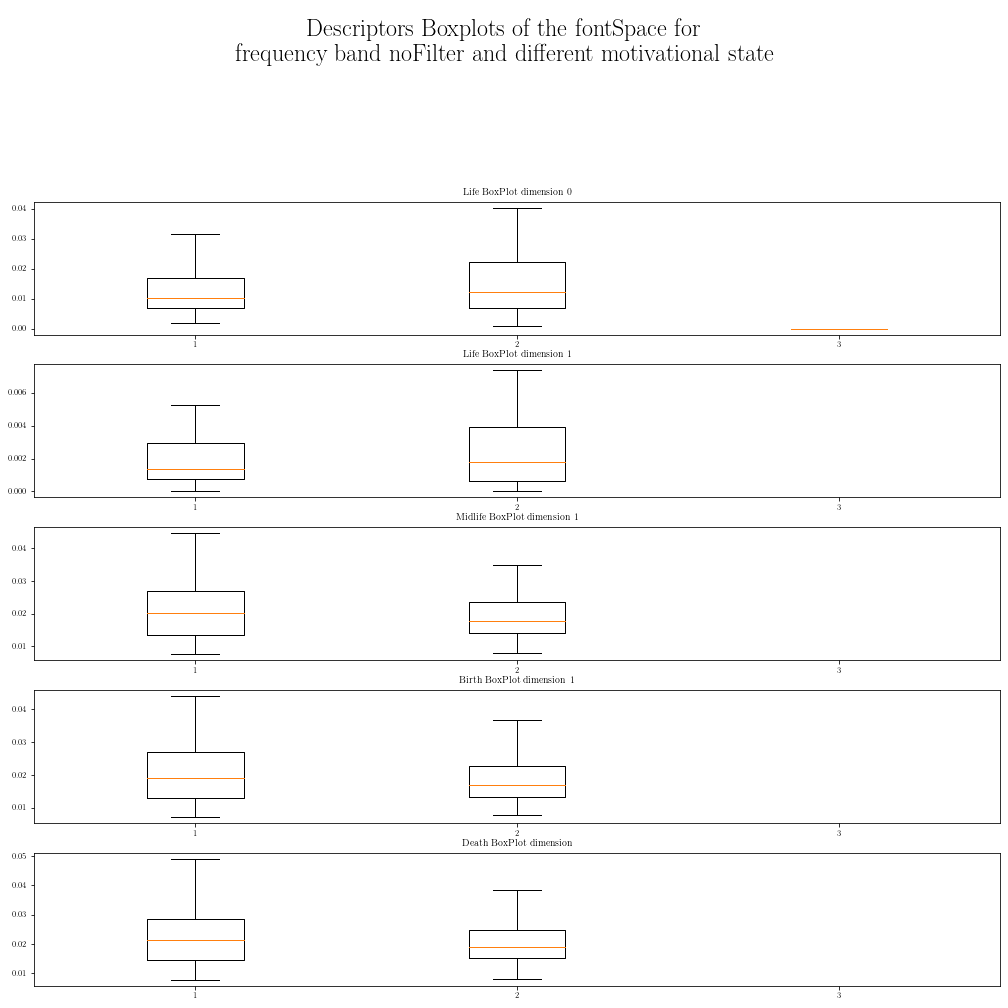 Descriptors Boxplots of the fontSpace for
frequency band noFilter and different motivational state
Life BoxPlot dimension 0
0.04
0.03
0.02
0.01
0.00
1 2 3
Life BoxPlot dimension 1
0.006
0.004
0.002
0.000
1 2 3
Midlife BoxPlot dimension 1
0.04
0.03
0.02
0.01
1 2 3
Birth BoxPlot dimension 1
0.04
0.03
0.02
0.01
1 2 3
Death BoxPlot dimension
0.05
0.04
0.03
0.02
0.01
1 2 3